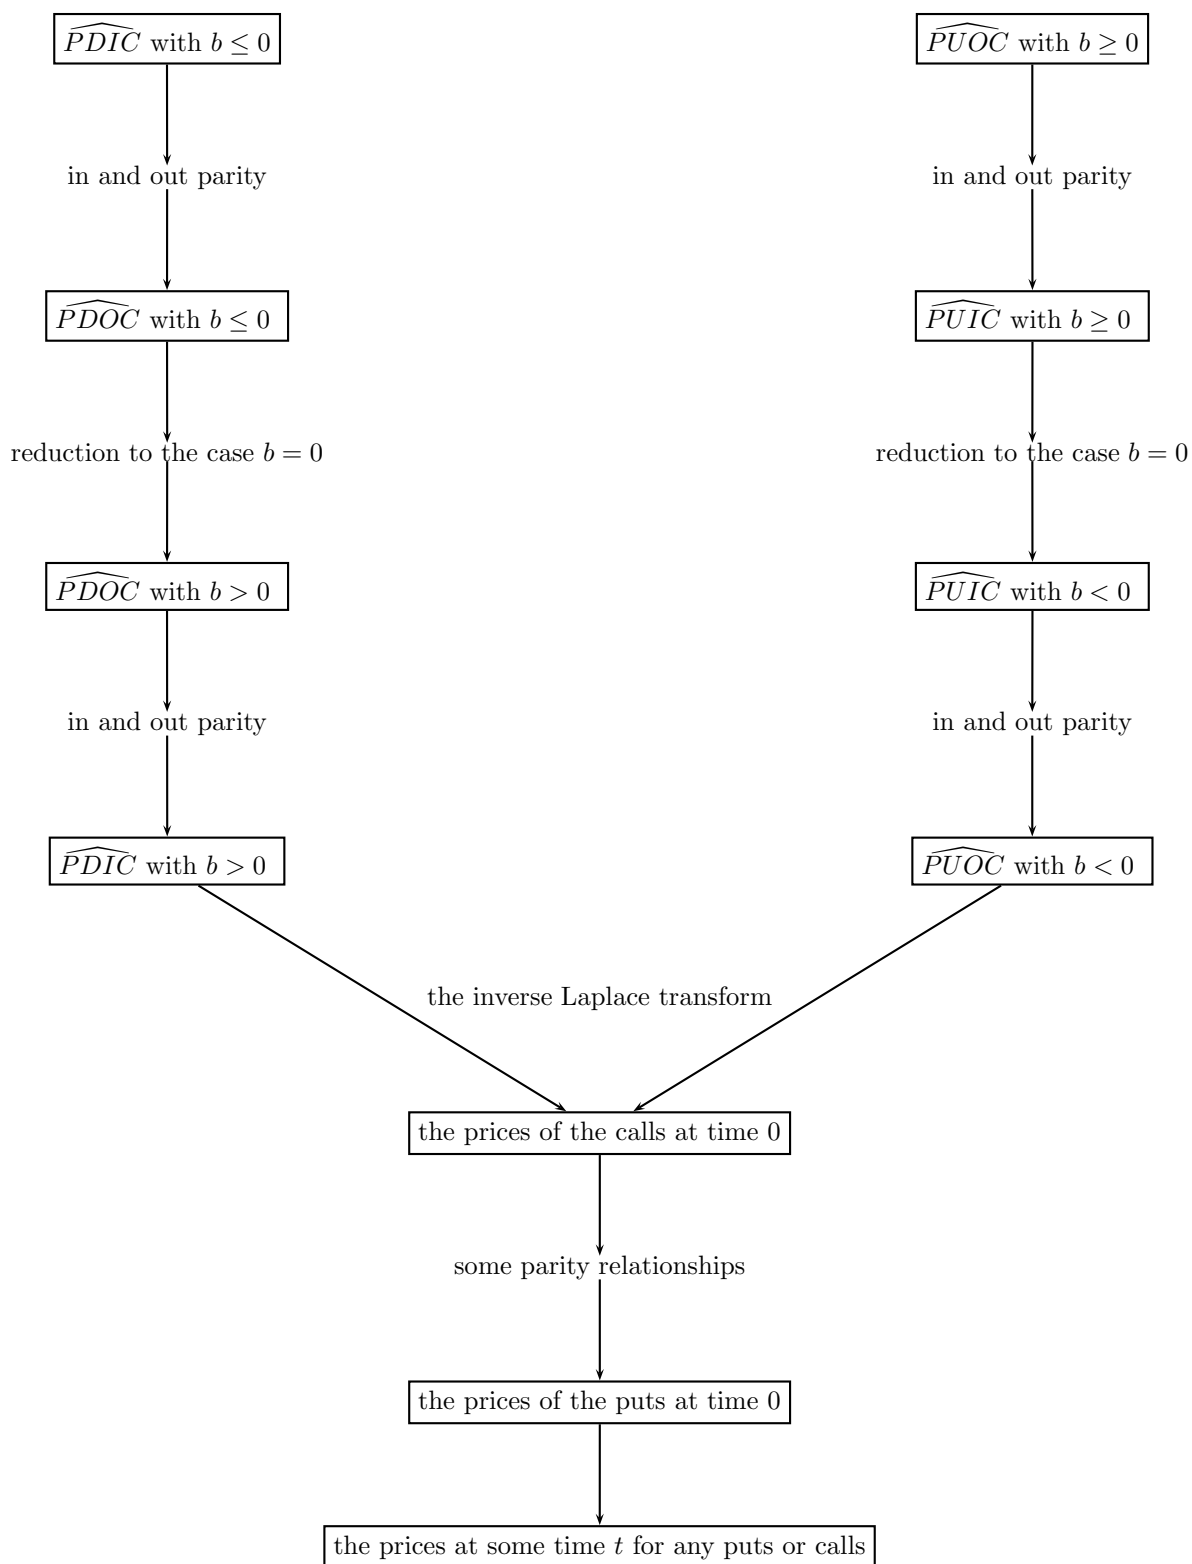 $\widehat{PDIC}$ with $b \leq 0$
$\widehat{PUOC}$ with $b \geq 0$
in and out parity
in and out parity
$\widehat{PDOC}$ with $b \leq 0$
$\widehat{PUIC}$ with $b \geq 0$
reduction to the case $b = 0$
reduction to the case $b = 0$
$\widehat{PDOC}$ with $b > 0$
$\widehat{PUIC}$ with $b < 0$
in and out parity
in and out parity
$\widehat{PDIC}$ with $b > 0$
$\widehat{PUOC}$ with $b < 0$
the inverse Laplace transform
the prices of the calls at time 0
some parity relationships
the prices of the puts at time 0
the prices at some time $t$ for any puts or calls